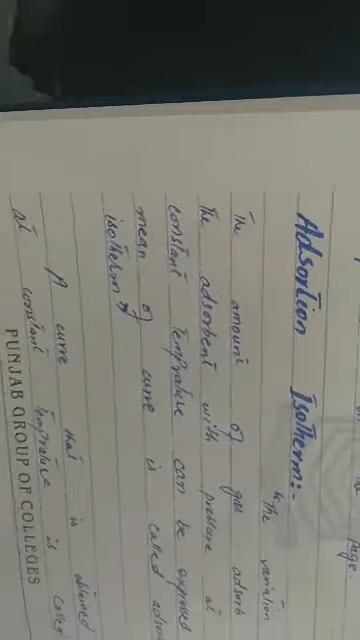 page.
Adsortion Isotherm:-
"The variation
The amount of gas adsorb
The adsorbent with pressure at
constant temprature can be expressed
mean of curve is called adsor
isotherm"
A curve that is obtained
at constant temprature is called
PUNJAB GROUP OF COLLEGES